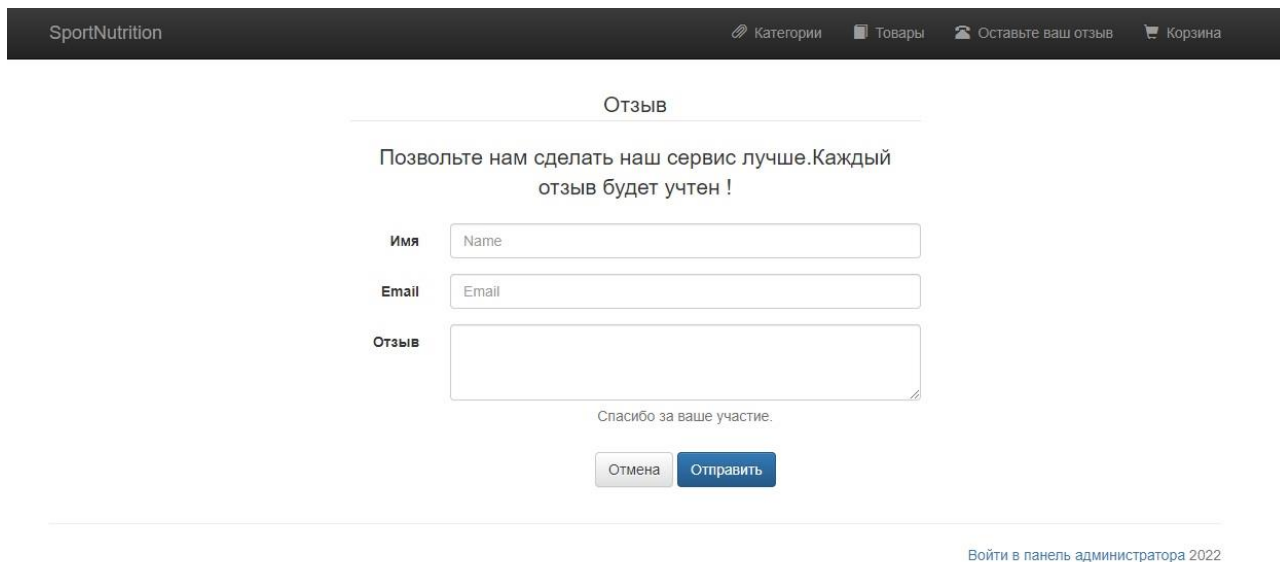 SportNutrition Категории Товары Оставьте ваш отзыв Корзина
Отзыв
Позвольте нам сделать наш сервис лучше.Каждый
отзыв будет учтен !
Имя Name
Email Email
Отзыв
Спасибо за ваше участие.
Отмена Отправить
Войти в панель администратора 2022